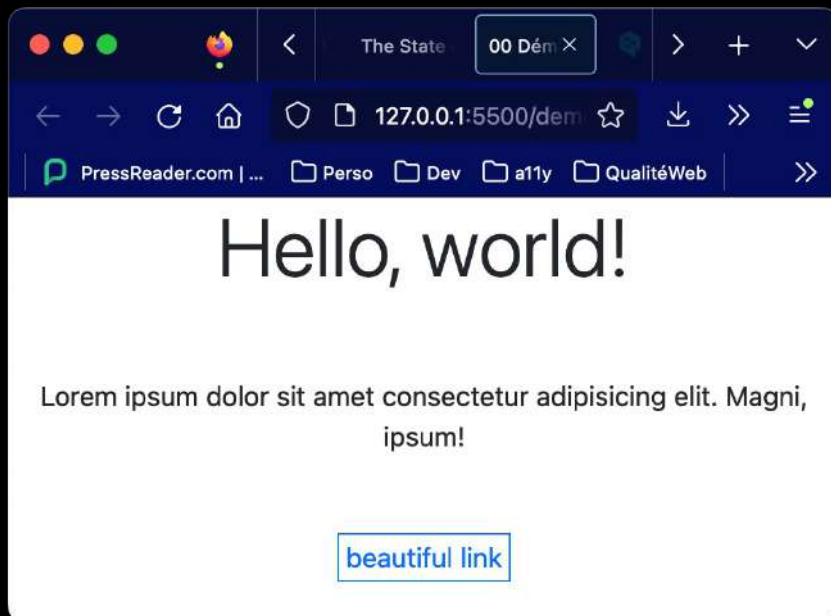 The State
00 Dém
127.0.0.1:5500/dem
PressReader.com | ... Perso Dev a11y QualitéWeb
Hello, world!
Lorem ipsum dolor sit amet consectetur adipisicing elit. Magni,
ipsum!
beautiful link